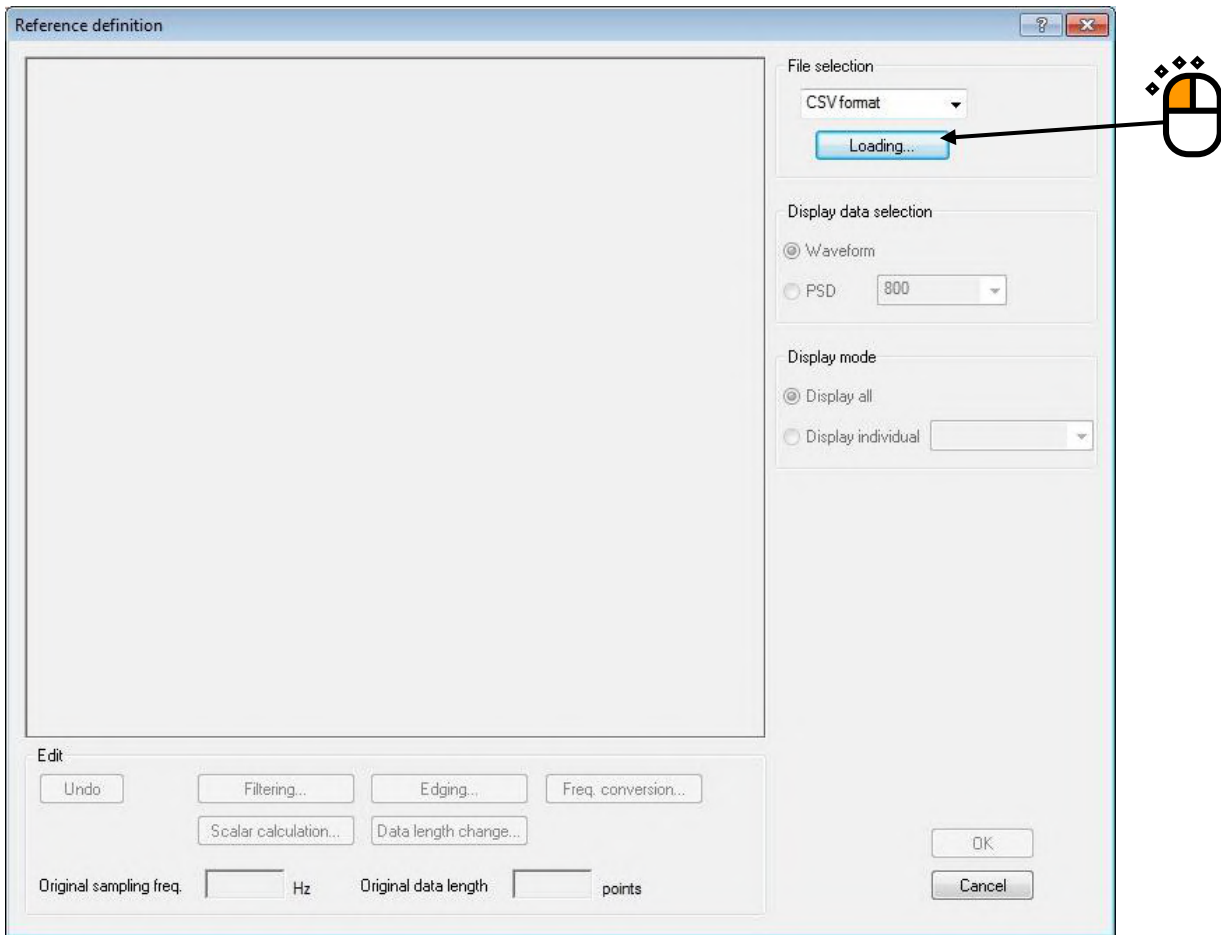 Reference definition
?
File selection
CSV format
Loading...
Display data selection
Waveform
PSD
800
Display mode
Display all
Display individual
Edit
Undo
Filtering...
Edging...
Freq. conversion...
Scalar calculation...
Data length change...
Original sampling freq.
Hz
Original data length
points
OK
Cancel